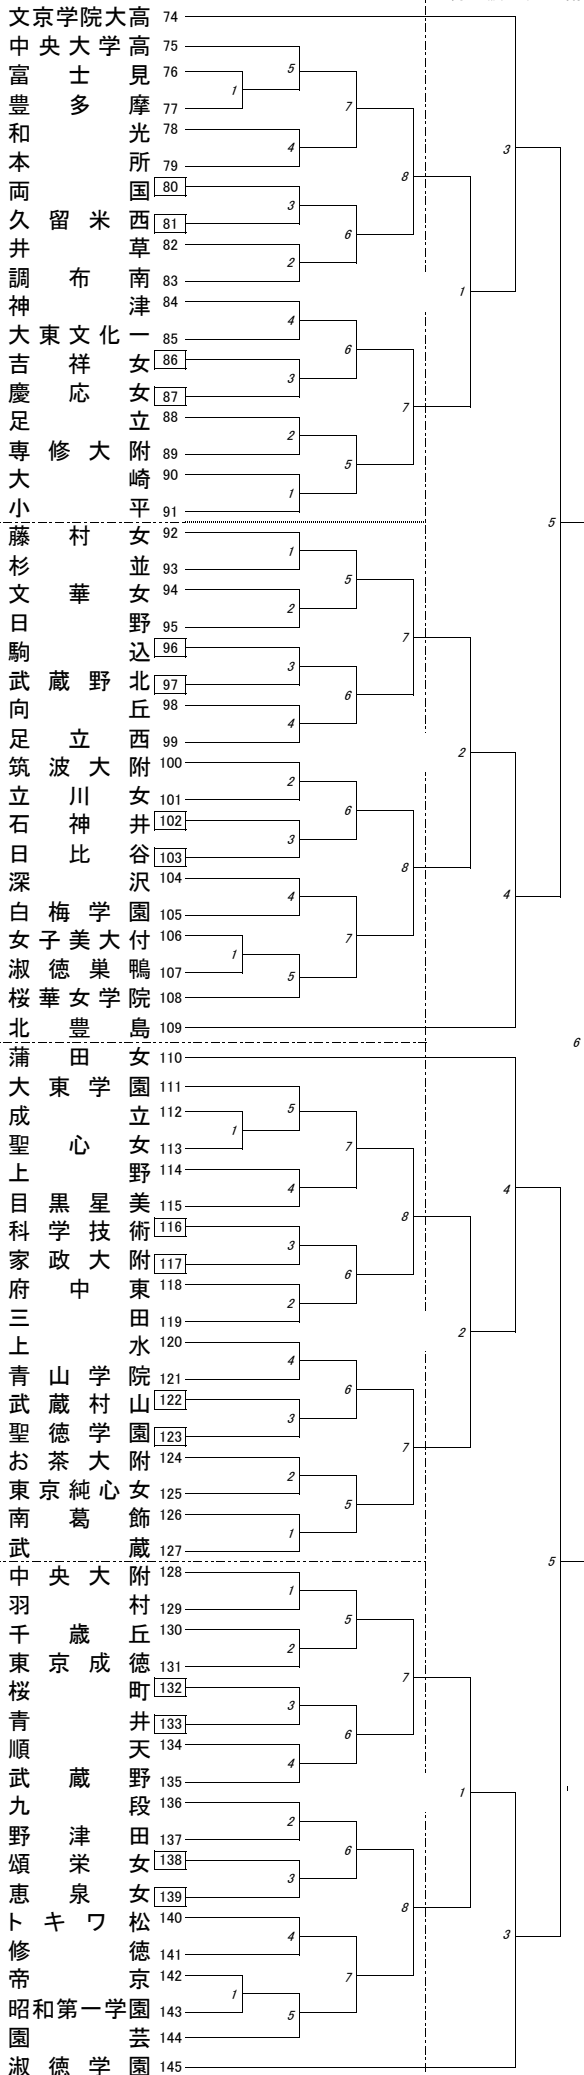 文京学院大高 74
中央大学高 75
富士見 76
豊多摩 77
和光 78
本所 79
両国 80
久留米西 81
井草 82
調布南 83
神津 84
大東文化一 85
吉祥女 86
慶応女 87
足立 88
専修大附 89
大崎 90
小平 91
藤村女 92
杉並 93
文華女 94
日野 95
駒込 96
武蔵野北 97
向丘 98
足立西 99
筑波大附 100
立川女 101
石神井 102
日比谷 103
深沢 104
白梅学園 105
女子美大付 106
淑徳巣鴨 107
桜華女学院 108
北豊島 109
蒲田女 110
大東学園 111
成立 112
聖心女 113
上野 114
目黒星美 115
科学技術 116
家政大附 117
府中東 118
三田 119
上水 120
青山学院 121
武蔵村山 122
聖徳学園 123
お茶大附 124
東京純心女 125
南葛飾 126
武蔵 127
中央大附 128
羽村 129
千歳丘 130
東京成徳 131
桜町 132
青井 133
順天 134
武蔵野 135
九段 136
野津田 137
頌栄女 138
恵泉女 139
トキワ松 140
修徳 141
帝京 142
昭和第一学園 143
園芸 144
淑徳学園 145
1
5
4
7
3
2
6
8
4
3
6
2
1
5
7
1
3
1
2
5
3
4
6
7
2
3
6
4
1
5
7
8
2
4
5
1
5
4
7
3
2
6
8
4
3
6
2
1
5
7
2
4
1
2
5
3
4
6
7
2
3
6
4
1
5
7
8
1
3
5
6